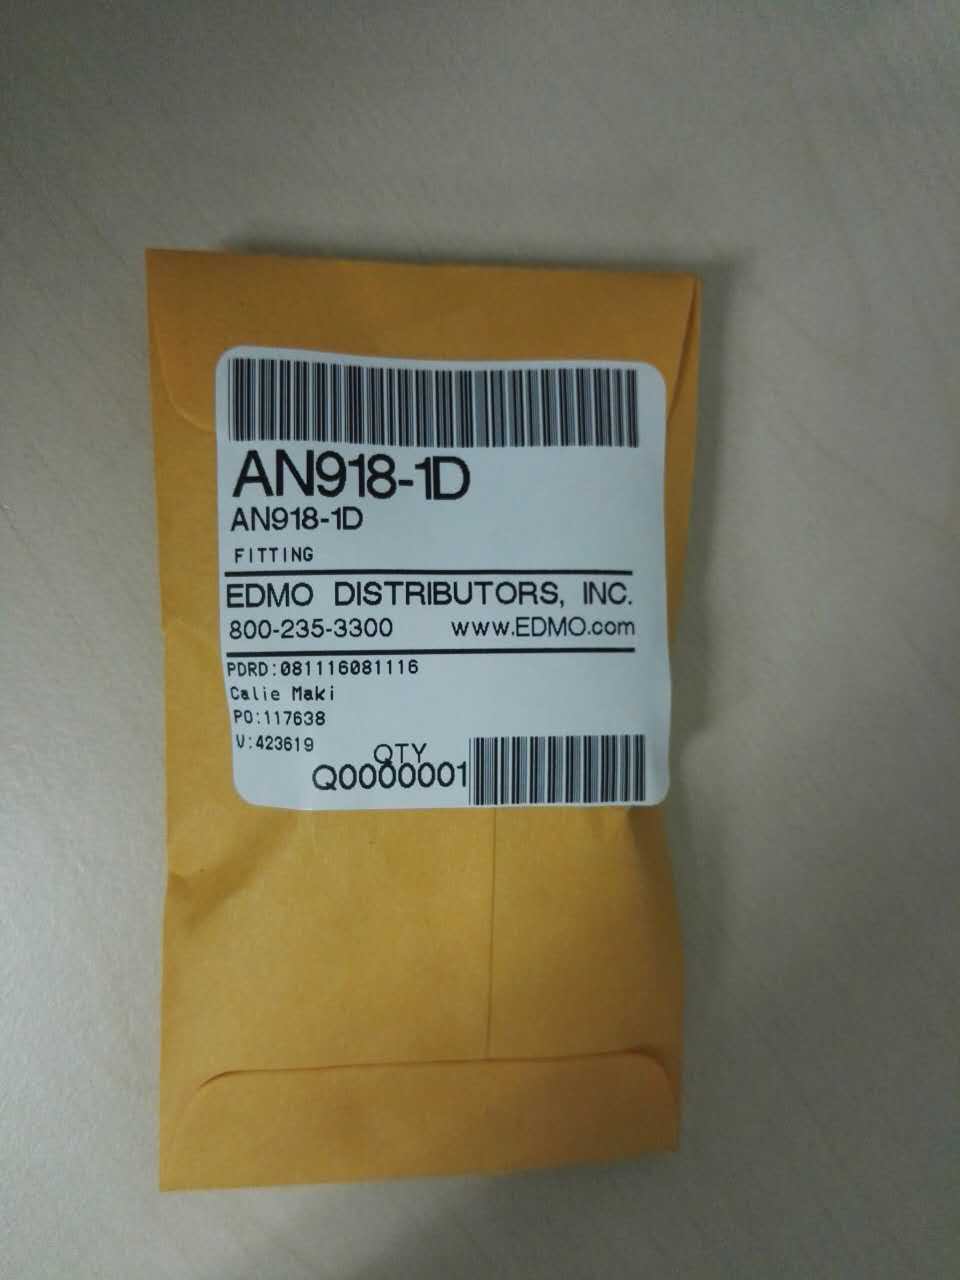 AN918-1D
AN918-1D
FITTING
EDMO DISTRIBUTORS, INC.
800-235-3300 www.EDMO.com
PDRD:081116081116
Calie Maki
PO:117638
V:423619
QTY
Q0000001